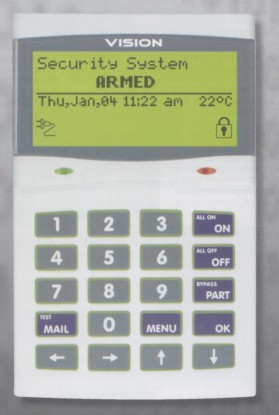 VISION
Security System
ARMED
Thu,Jan,04 11:22 am 22ºC
1 2 3 ALL ON ON
4 5 6 ALL OFF OFF
7 8 9 BYPASS PART
TEST MAIL 0 MENU OK
← → ↑ ↓